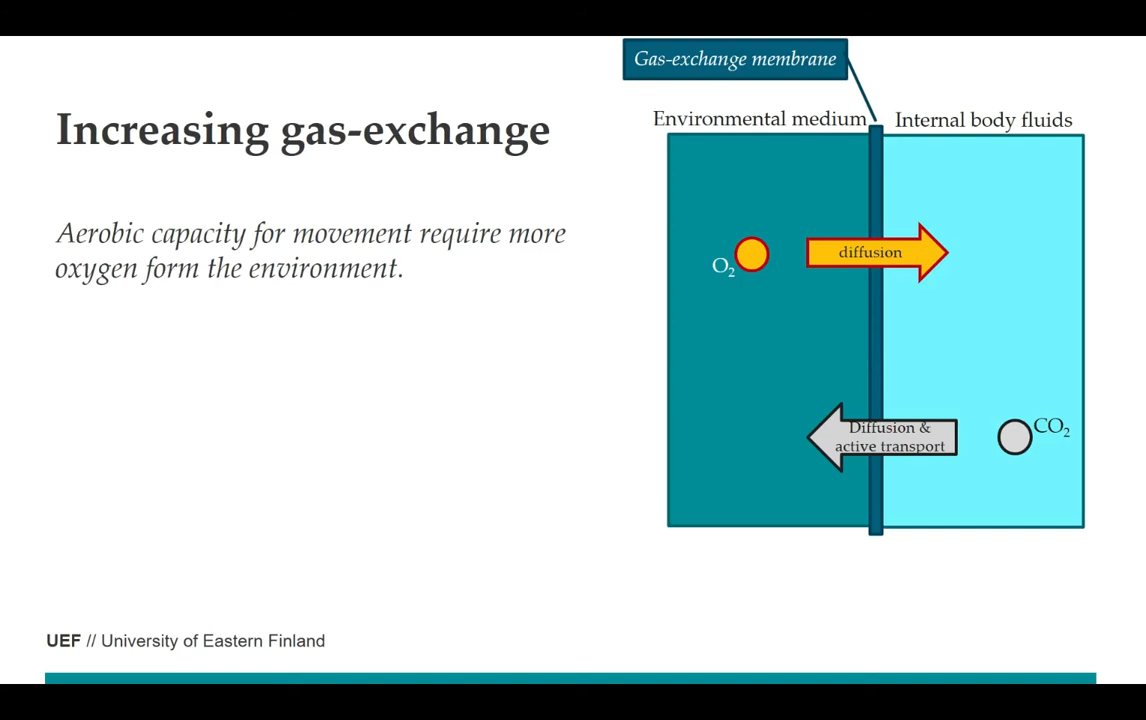 Gas-exchange membrane
Increasing gas-exchange
Environmental medium
Internal body fluids
Aerobic capacity for movement require more
oxygen form the environment.
O₂
diffusion
Diffusion &
active transport
CO₂
UEF // University of Eastern Finland